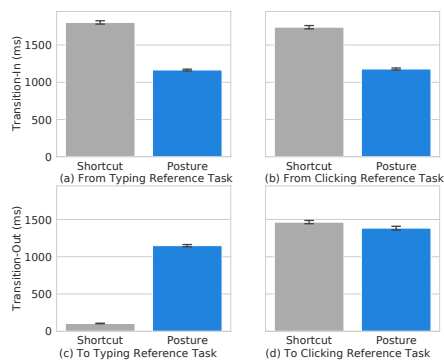 Transition-In (ms)
1500
1000
500
0
Shortcut Posture
(a) From Typing Reference Task
Shortcut Posture
(b) From Clicking Reference Task
Transition-Out (ms)
1500
1000
500
0
Shortcut Posture
(c) To Typing Reference Task
Shortcut Posture
(d) To Clicking Reference Task